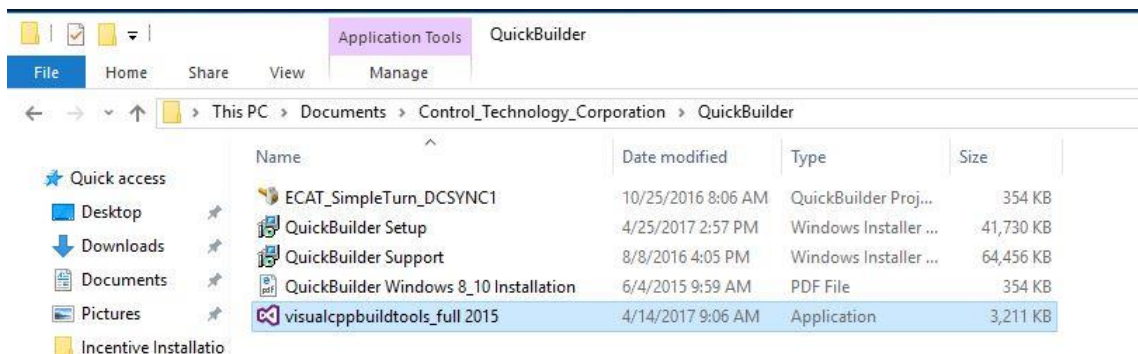 Application Tools QuickBuilder
File Home Share View Manage
This PC > Documents > Control_Technology_Corporation > QuickBuilder
Name Date modified Type Size
Quick access
ECAT_SimpleTurn_DCSYNC1 10/25/2016 8:06 AM QuickBuilder Proj... 354 KB
Desktop
QuickBuilder Setup 4/25/2017 2:57 PM Windows Installer ... 41,730 KB
Downloads
QuickBuilder Support 8/8/2016 4:05 PM Windows Installer ... 64,456 KB
Documents
QuickBuilder Windows 8_10 Installation 6/4/2015 9:59 AM PDF File 354 KB
Pictures
visualcppbuildtools_full 2015 4/14/2017 9:06 AM Application 3,211 KB
Incentive Installatio